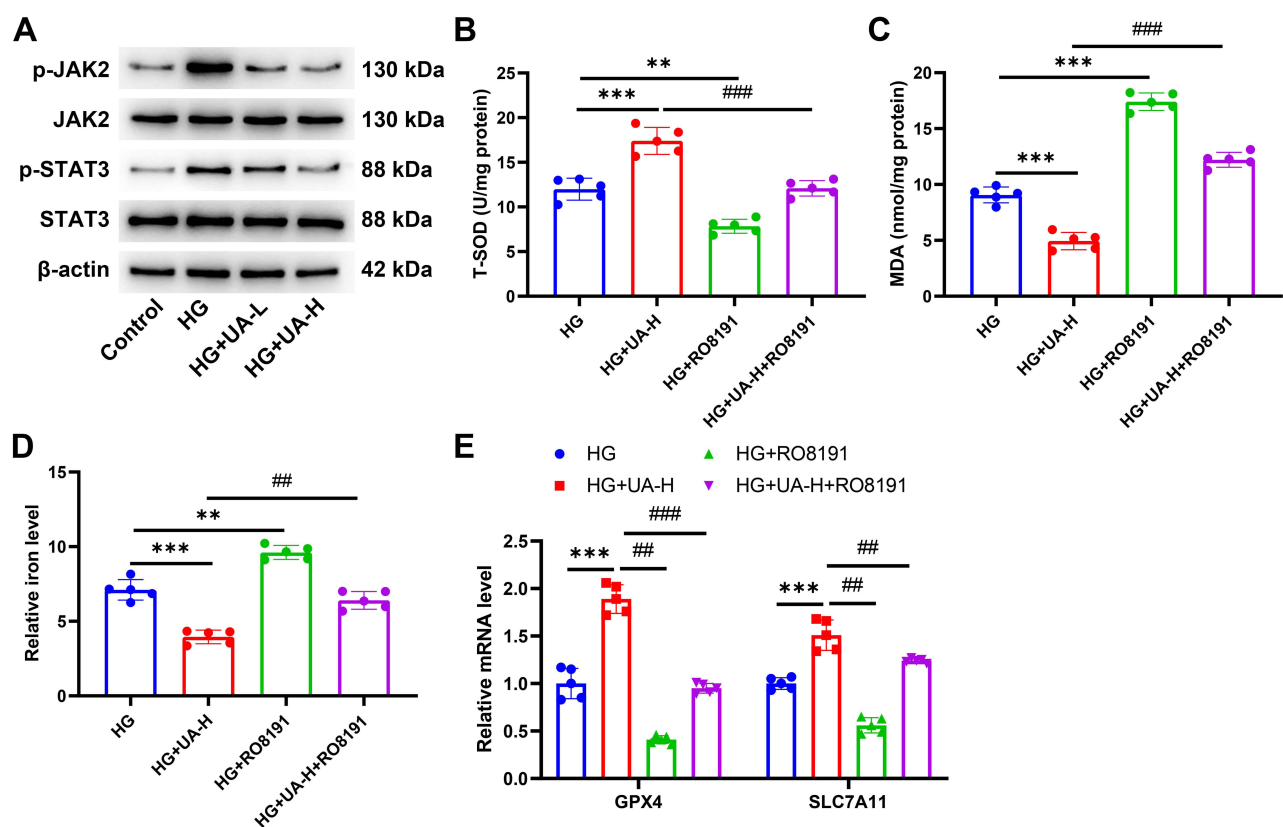 A
p-JAK2 130 kDa
JAK2 130 kDa
p-STAT3 88 kDa
STAT3 88 kDa
β-actin 42 kDa
Control HG HG+UA-L HG+UA-H
B
T-SOD (U/mg protein)
25
20
15
10
5
0
** 
*** ###
HG HG+UA-H HG+RO8191 HG+UA-H+RO8191
C
MDA (nmol/mg protein)
20
15
10
5
0
###
***
***
HG HG+UA-H HG+RO8191 HG+UA-H+RO8191
D
Relative iron level
15
10
5
0
##
**
***
HG HG+UA-H HG+RO8191 HG+UA-H+RO8191
E
HG HG+RO8191
HG+UA-H HG+UA-H+RO8191
Relative mRNA level
2.5
2.0
1.5
1.0
0.5
0.0
###
*** ##
##
*** ##
GPX4 SLC7A11